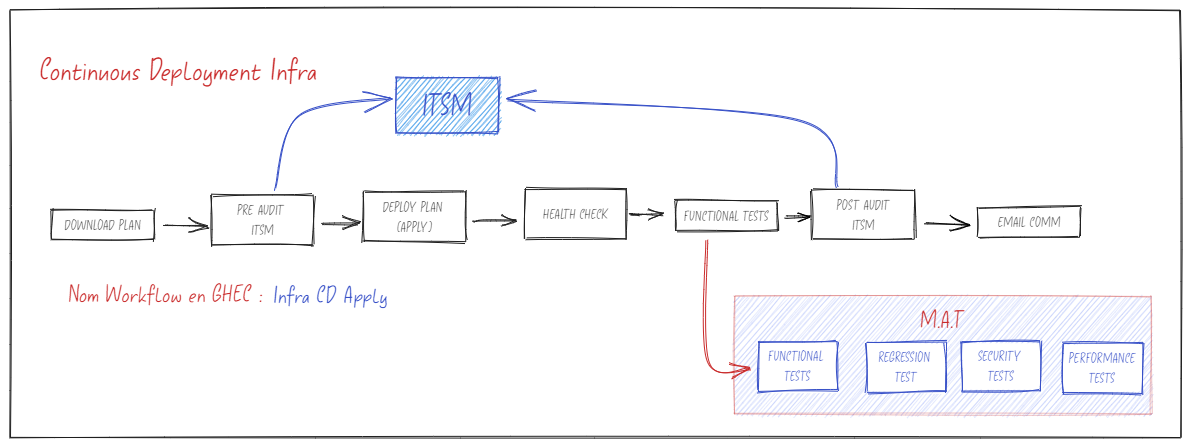 Continuous Deployment Infra
ITSM
DOWNLOAD PLAN
PRE AUDIT
ITSM
DEPLOY PLAN
(APPLY)
HEALTH CHECK
FUNCTIONAL TESTS
POST AUDIT
ITSM
EMAIL COMM
Nom Workflow en GHEC : Infra CD Apply
M.A.T
FUNCTIONAL
TESTS
REGRESSION
TEST
SECURITY
TESTS
PERFORMANCE
TESTS